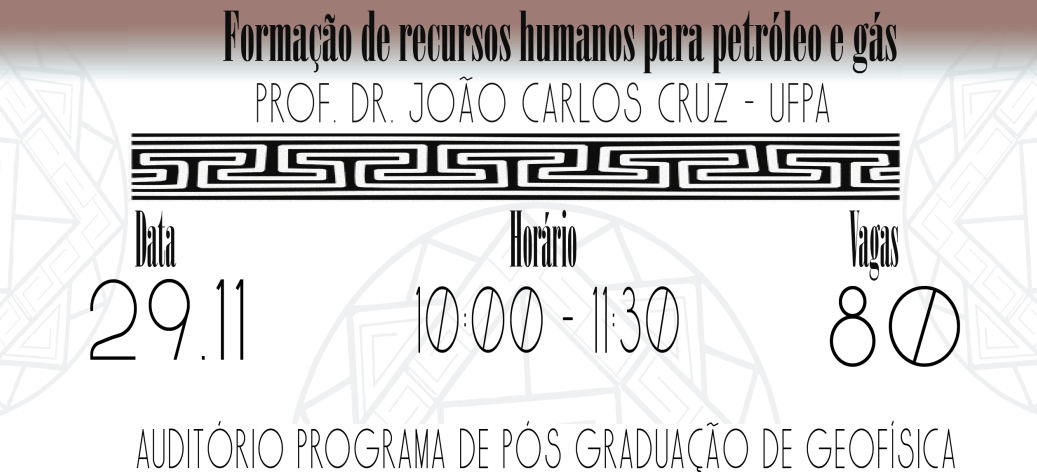 Formação de recursos humanos para petróleo e gás
PROF. DR. JOÃO CARLOS CRUZ - UFPA
Data Horário Vagas
29.11 10:00 - 11:30 80
AUDITÓRIO PROGRAMA DE PÓS GRADUAÇÃO DE GEOFÍSICA